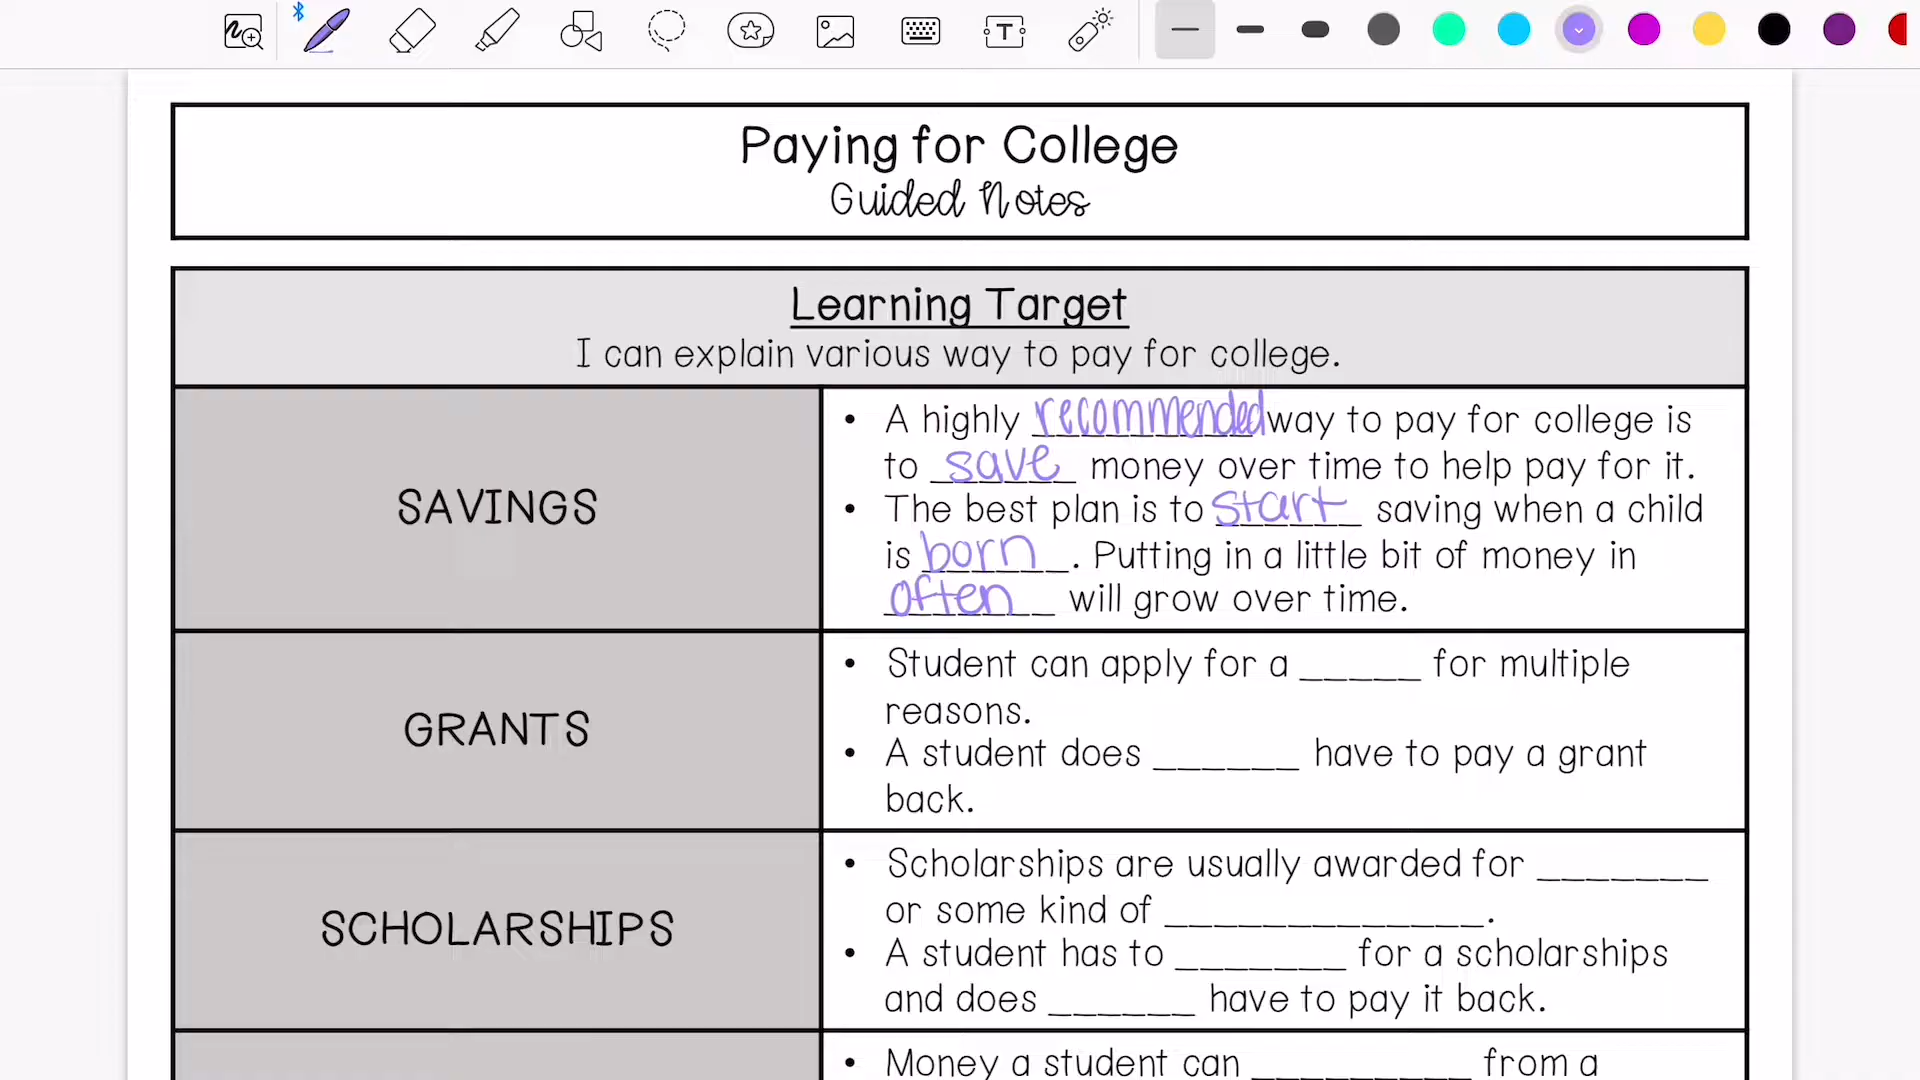 Paying for College
Guided Notes
Learning Target
I can explain various way to pay for college.
SAVINGS
• A highly recommended way to pay for college is
to save money over time to help pay for it.
• The best plan is to start saving when a child
is born. Putting in a little bit of money in
often will grow over time.
GRANTS
• Student can apply for a _____ for multiple
reasons.
• A student does ______ have to pay a grant
back.
SCHOLARSHIPS
• Scholarships are usually awarded for _______
or some kind of _____________.
• A student has to _______ for a scholarships
and does ______ have to pay it back.
• Money a student can _________ from a